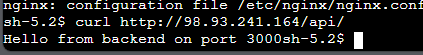 nginx: configuration file /etc/nginx/nginx.conf
sh-5.2$ curl http://98.93.241.164/api/
Hello from backend on port 3000sh-5.2$